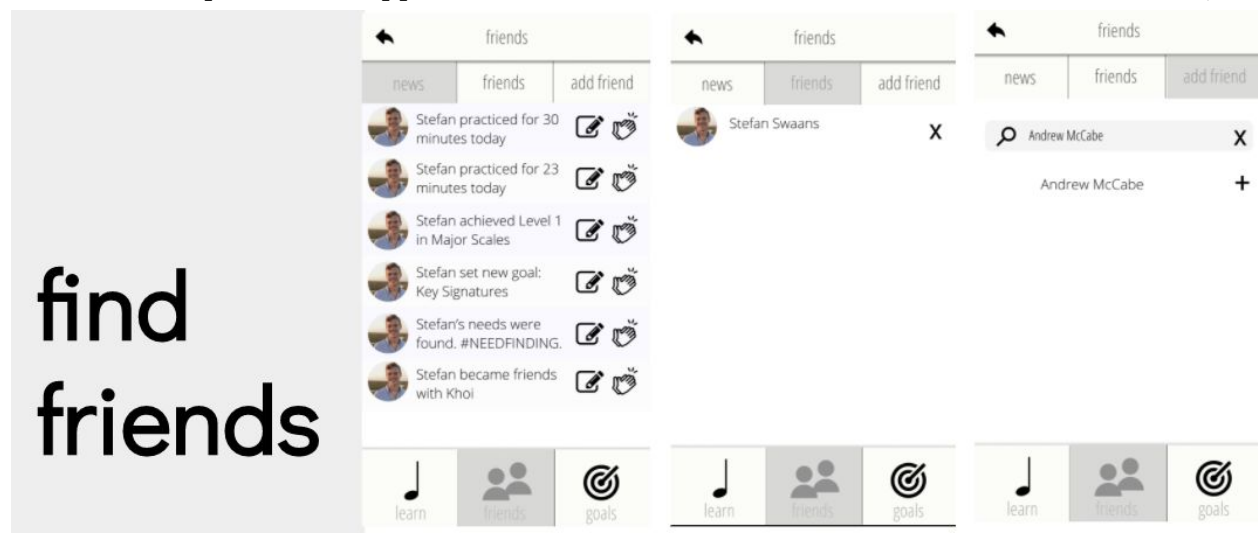 find
friends
friends
news friends add friend
Stefan practiced for 30
minutes today
Stefan practiced for 23
minutes today
Stefan achieved Level 1
in Major Scales
Stefan set new goal:
Key Signatures
Stefan's needs were
found. #NEEDFINDING.
Stefan became friends
with Khoi
learn friends goals
friends
news friends add friend
Stefan Swaans X
learn friends goals
friends
news friends add friend
Andrew McCabe X
Andrew McCabe +
learn friends goals